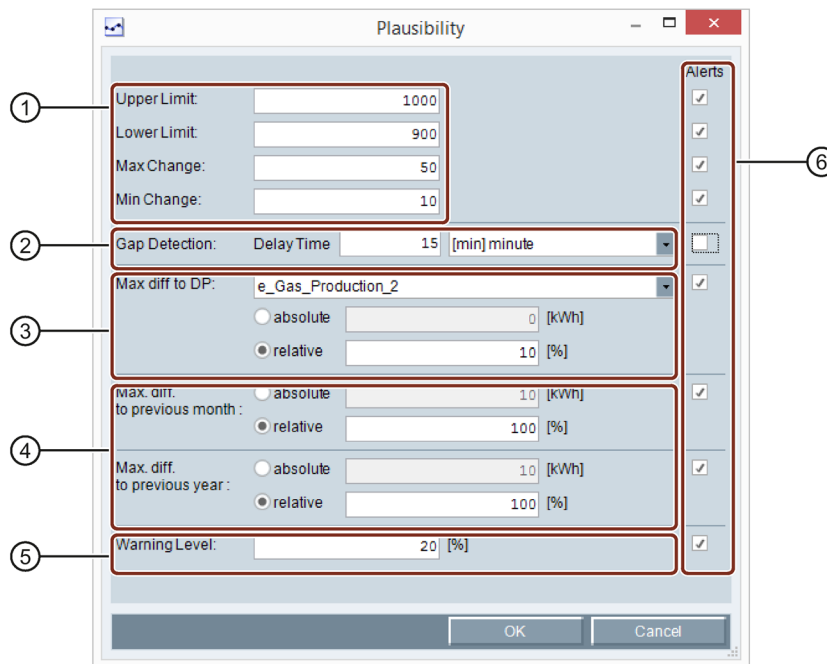 Plausibility
Alerts
1 Upper Limit: 1000
Lower Limit: 900
6
Max Change: 50
Min Change: 10
2 Gap Detection: Delay Time 15 [min] minute
Max diff to DP: e_Gas_Production_2
absolute 0 [kWh]
3
relative 10 [%]
Max. diff. absolute 10 [kWh]
to previous month :
relative 100 [%]
4
Max. diff. absolute 10 [kWh]
to previous year :
relative 100 [%]
5 Warning Level: 20 [%]
OK Cancel